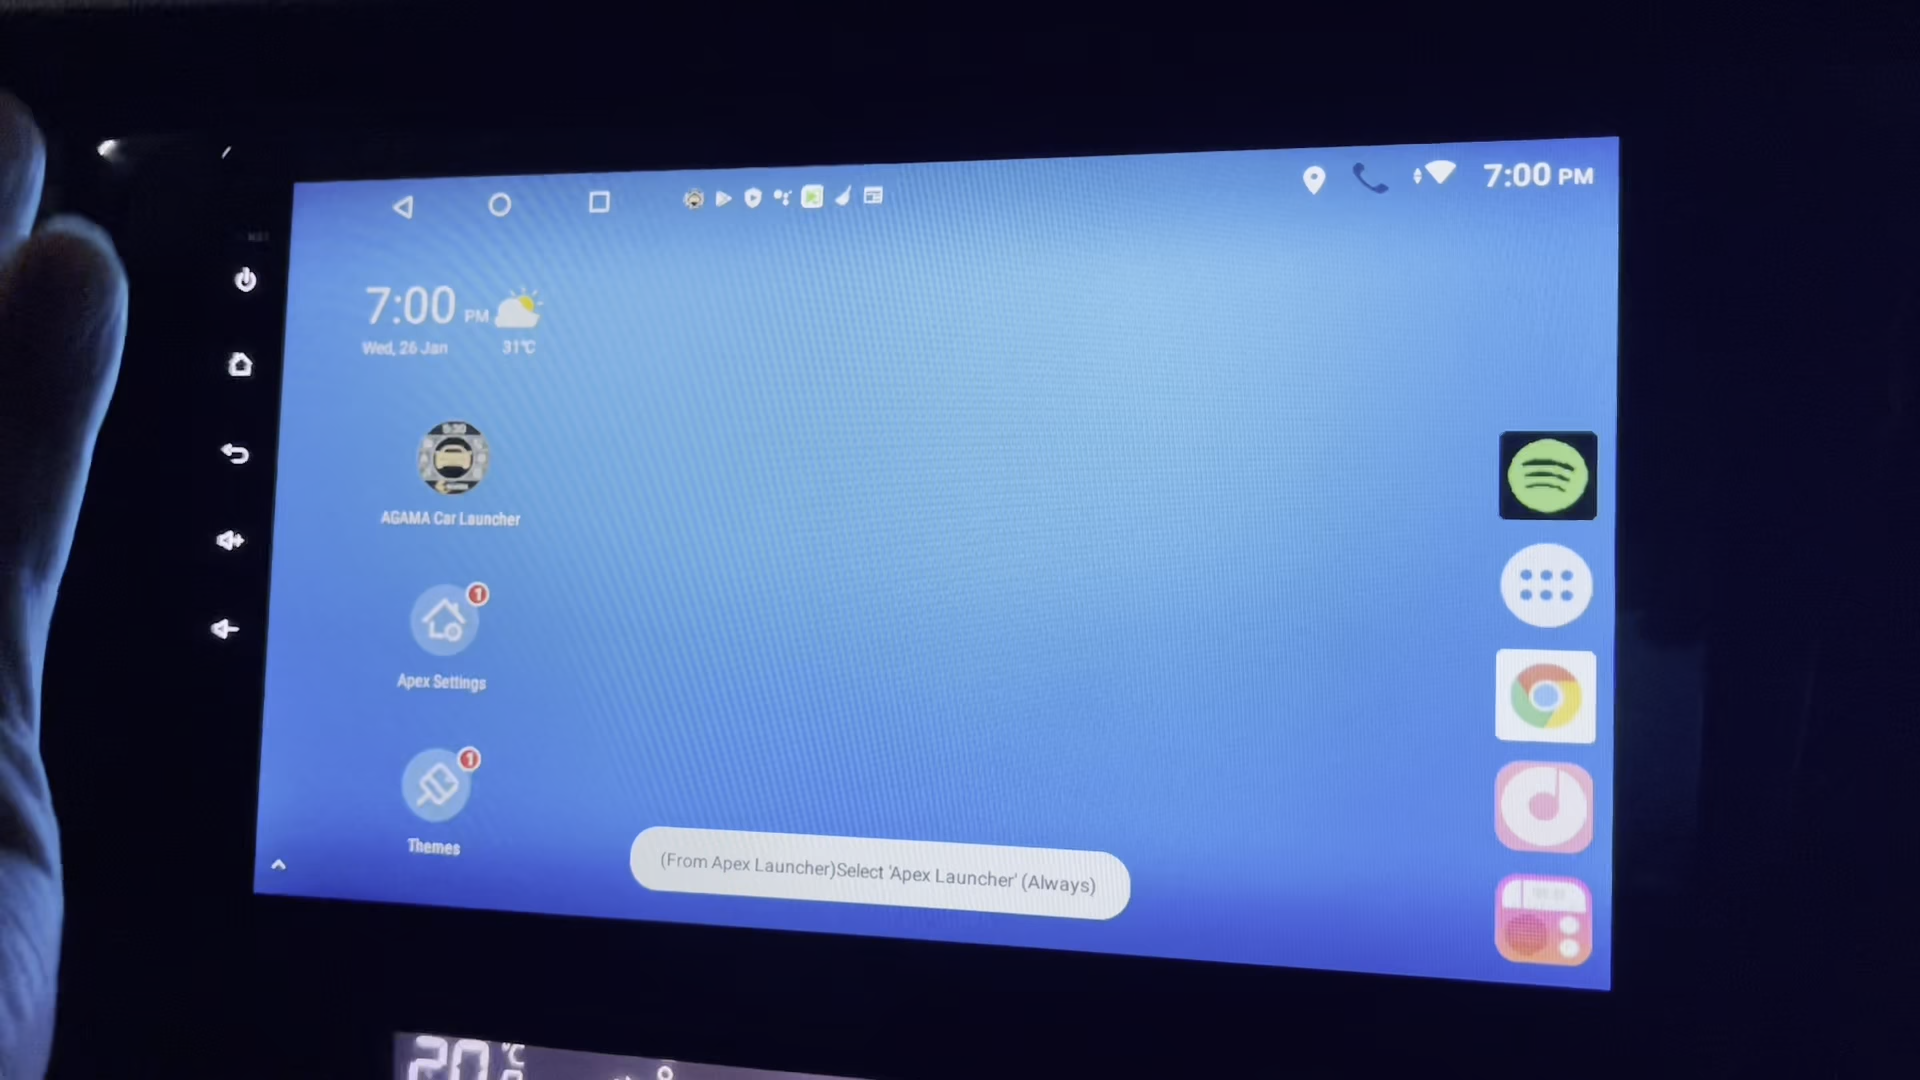 7:00 PM
7:00 PM
Wed, 26 Jan
31°C
AGAMA Car Launcher
1
Apex Settings
1
Themes
(From Apex Launcher)Select 'Apex Launcher' (Always)
20 °C